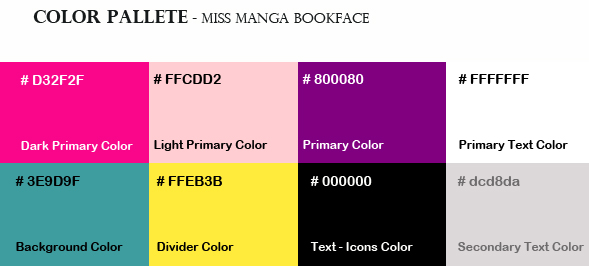 COLOR PALLETE - MISS MANGA BOOKFACE
# D32F2F
# FFCDD2
# 800080
# FFFFFFF
Dark Primary Color
Light Primary Color
Primary Color
Primary Text Color
# 3E9D9F
# FFEB3B
# 000000
# dcd8da
Background Color
Divider Color
Text - Icons Color
Secondary Text Color